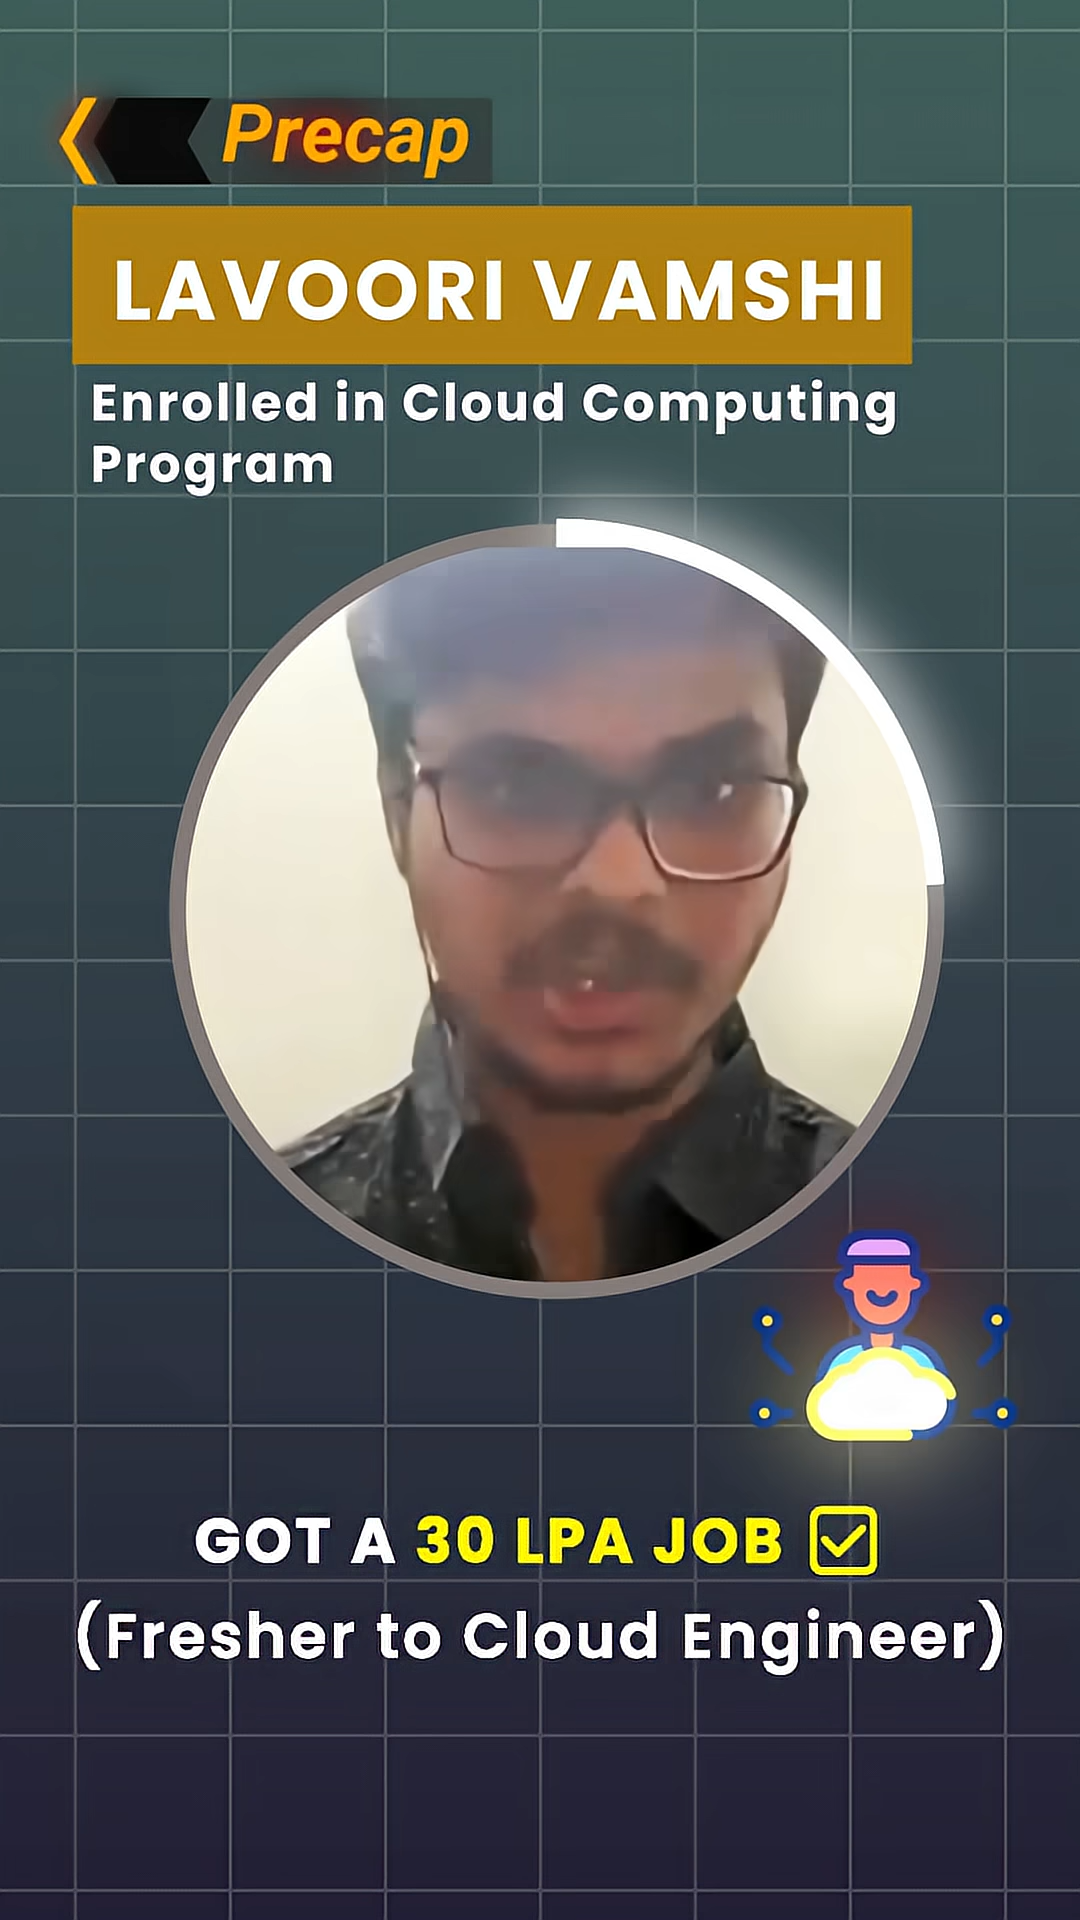 Precap
LAVOORI VAMSHI
Enrolled in Cloud Computing
Program
GOT A 30 LPA JOB
(Fresher to Cloud Engineer)